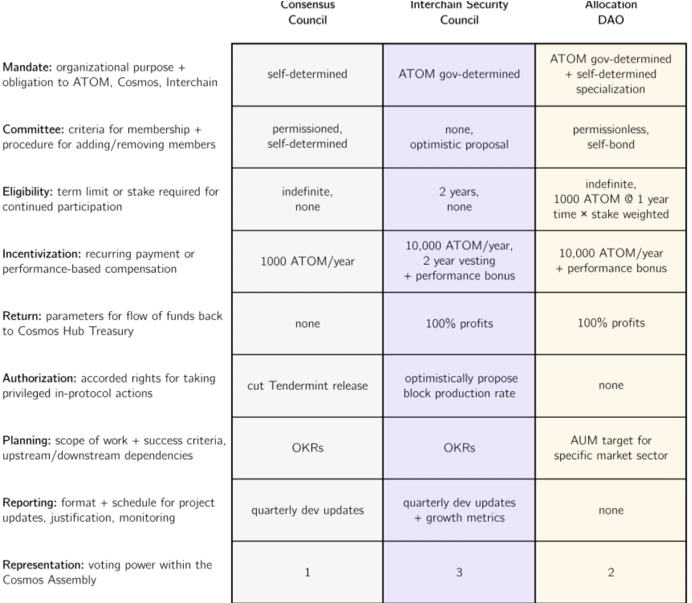 Consensus
Council
Interchain Security
Council
Allocation
DAO
Mandate: organizational purpose +
obligation to ATOM, Cosmos, Interchain
self-determined
ATOM gov-determined
ATOM gov-determined
+ self-determined
specialization
Committee: criteria for membership +
procedure for adding/removing members
permissioned,
self-determined
none,
optimistic proposal
permissionless,
self-bond
Eligibility: term limit or stake required for
continued participation
indefinite,
none
2 years,
none
indefinite,
1000 ATOM @ 1 year
time × stake weighted
Incentivization: recurring payment or
performance-based compensation
1000 ATOM/year
10,000 ATOM/year,
2 year vesting
+ performance bonus
10,000 ATOM/year
+ performance bonus
Return: parameters for flow of funds back
to Cosmos Hub Treasury
none
100% profits
100% profits
Authorization: accorded rights for taking
privileged in-protocol actions
cut Tendermint release
optimistically propose
block production rate
none
Planning: scope of work + success criteria,
upstream/downstream dependencies
OKRs
OKRs
AUM target for
specific market sector
Reporting: format + schedule for project
updates, justification, monitoring
quarterly dev updates
quarterly dev updates
+ growth metrics
none
Representation: voting power within the
Cosmos Assembly
1
3
2